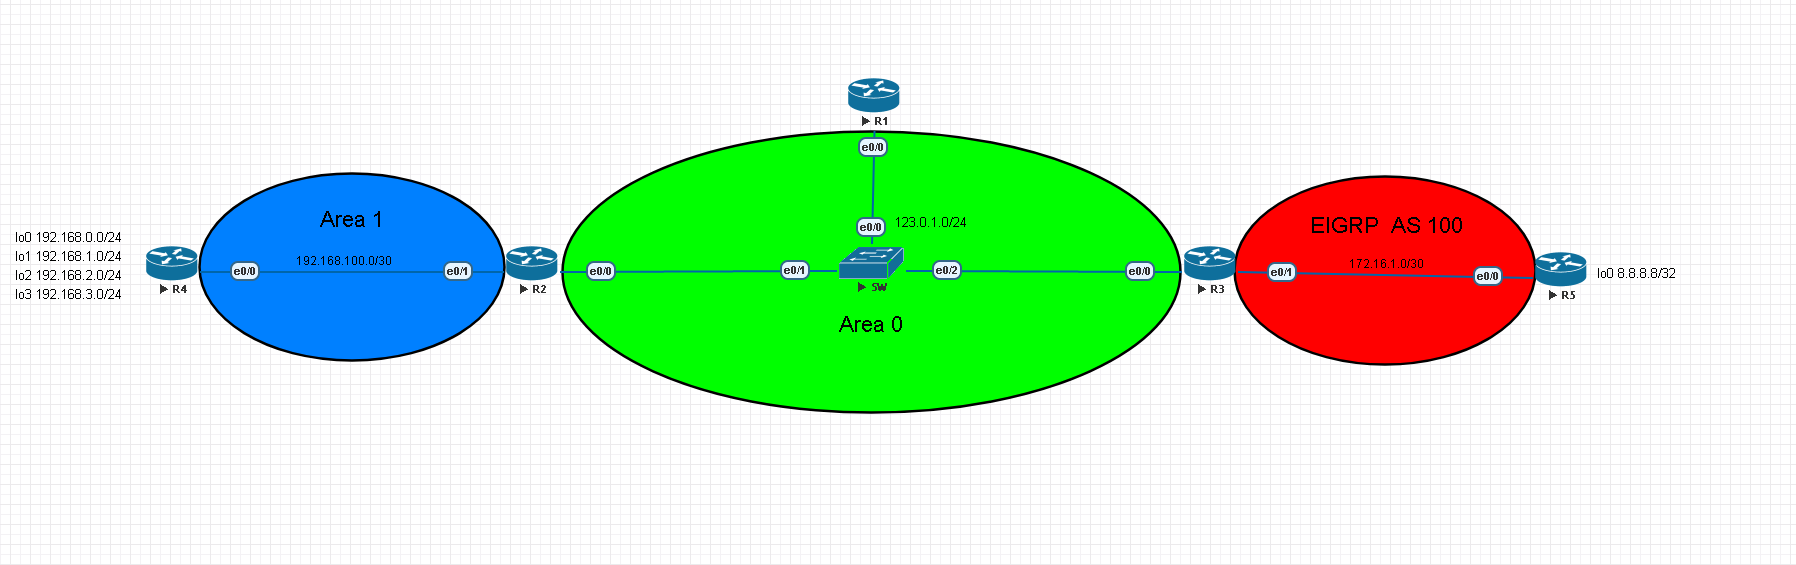 R1
e0/0
Area 1
123.0.1.0/24
EIGRP  AS 100
e0/0
lo0 192.168.0.0/24
lo1 192.168.1.0/24
lo2 192.168.2.0/24
lo3 192.168.3.0/24
192.168.100.0/30
172.16.1.0/30
e0/0
e0/1
e0/0
e0/1
e0/2
e0/0
e0/1
e0/0
lo0 8.8.8.8/32
R4
R2
SW
R3
R5
Area 0